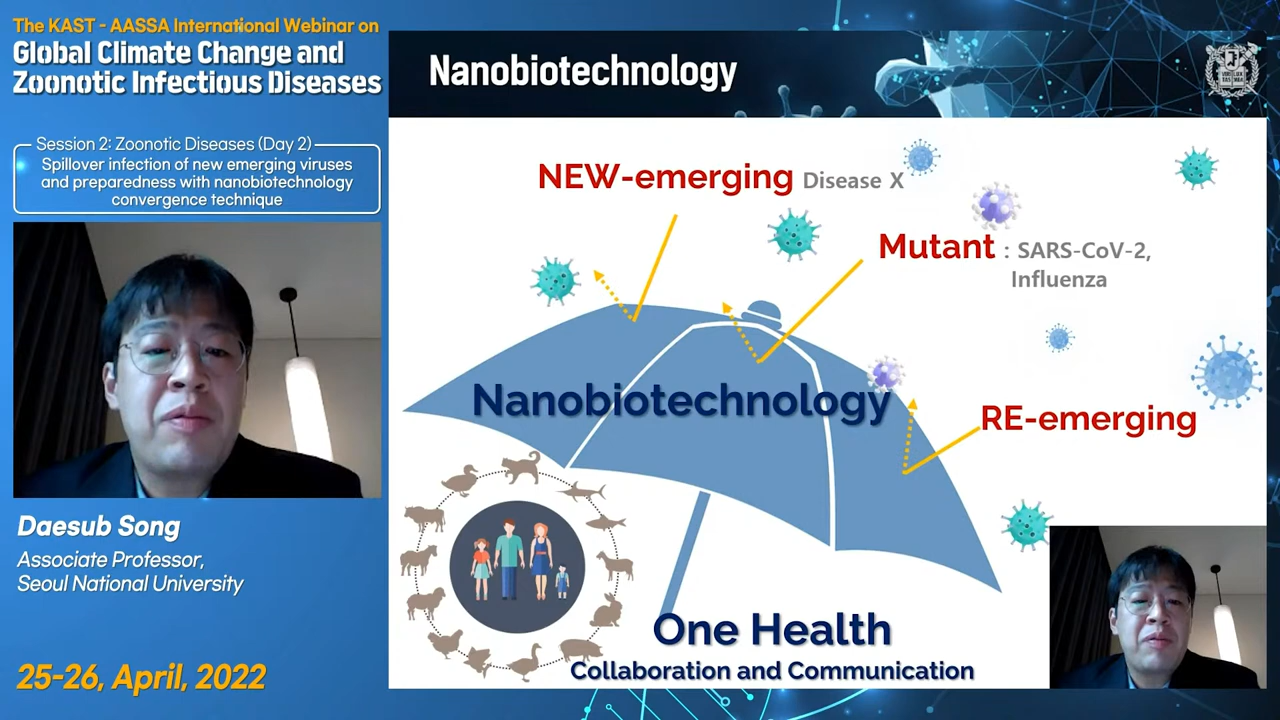 The KAST - AASSA International Webinar on
Global Climate Change and
Zoonotic Infectious Diseases
Session 2: Zoonotic Diseases (Day 2)
Spillover infection of new emerging viruses
and preparedness with nanobiotechnology
convergence technique
Daesub Song
Associate Professor,
Seoul National University
25-26, April, 2022
Nanobiotechnology
NEW-emerging Disease X
Mutant : SARS-CoV-2,
Influenza
Nanobiotechnology
RE-emerging
One Health
Collaboration and Communication